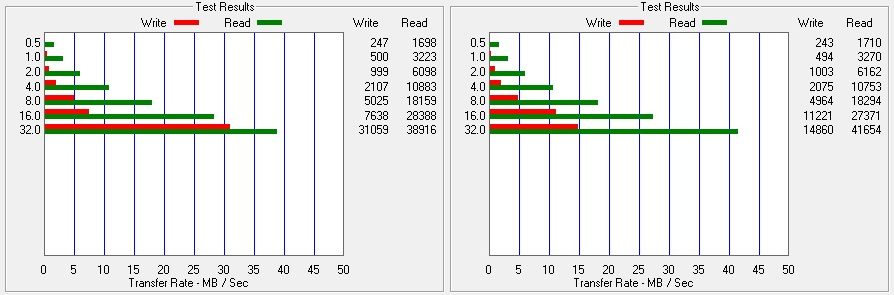 Test Results
Write Read Write Read
0.5 247 1698
1.0 500 3223
2.0 999 6098
4.0 2107 10883
8.0 5025 18159
16.0 7638 28388
32.0 31059 38916
0 5 10 15 20 25 30 35 40 45 50
Transfer Rate - MB / Sec
Test Results
Write Read Write Read
0.5 243 1710
1.0 494 3270
2.0 1003 6162
4.0 2075 10753
8.0 4964 18294
16.0 11221 27371
32.0 14860 41654
0 5 10 15 20 25 30 35 40 45 50
Transfer Rate - MB / Sec